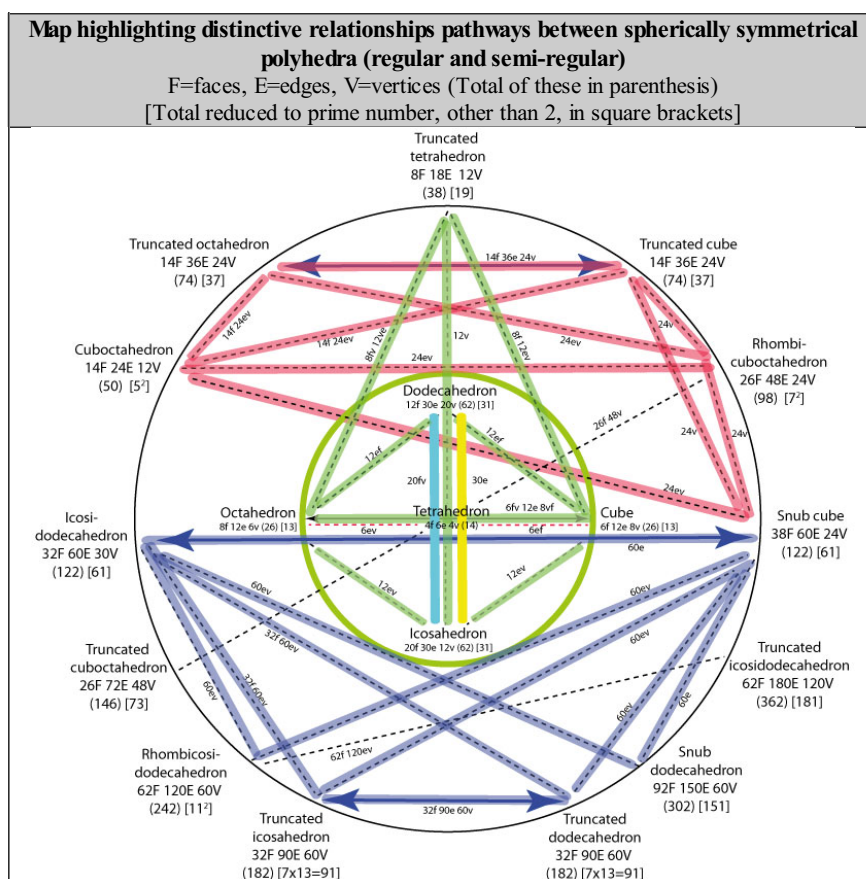 Map highlighting distinctive relationships pathways between spherically symmetrical
polyhedra (regular and semi-regular)
F=faces, E=edges, V=vertices (Total of these in parenthesis)
[Total reduced to prime number, other than 2, in square brackets]
Truncated
tetrahedron
8F 18E 12V
(38) [19]
Truncated octahedron
14F 36E 24V
(74) [37]
14f 36e 24v
Truncated cube
14F 36E 24V
(74) [37]
14f 24ev
8fv 12ve
12v
8f 12ev
14f 24ev
24ev
24v
Cuboctahedron
14F 24E 12V
(50) [5²]
24ev
Rhombi-
cuboctahedron
26F 48E 24V
(98) [7²]
Dodecahedron
12f 30e 20v (62) [31]
26f 48v
24v
24v
12ef
12ef
20fv
30e
24ev
6fv 12e 8vf
Octahedron
8f 12e 6v (26) [13]
Tetrahedron
4f 6e 4v (14)
Cube
6f 12e 8v (26) [13]
6ev
6ef
60e
Icosi-
dodecahedron
32F 60E 30V
(122) [61]
Snub cube
38F 60E 24V
(122) [61]
12ev
12ev
Icosahedron
20f 30e 12v (62) [31]
60ev
60ev
32f 60ev
60ev
Truncated
cuboctahedron
26F 72E 48V
(146) [73]
60ev
32f 60ev
60ev
60e
Truncated
icosidodecahedron
62F 180E 120V
(362) [181]
62f 120ev
Rhombicosi-
dodecahedron
62F 120E 60V
(242) [11²]
Snub
dodecahedron
92F 150E 60V
(302) [151]
32f 90e 60v
Truncated
icosahedron
32F 90E 60V
(182) [7x13=91]
Truncated
dodecahedron
32F 90E 60V
(182) [7x13=91]